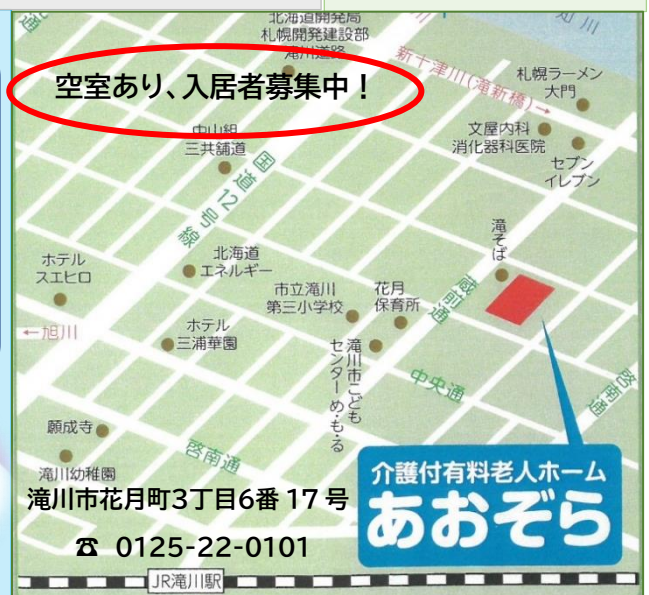 北海道開発局
札幌開発建設部
滝川道路
空室あり、入居者募集中！
新十津川(滝新橋)→
札幌ラーメン
大門
文屋内科
消化器科医院
セブン
イレブン
中山組
三共舗道
国道12号線
滝そば
北海道
エネルギー
ホテル
スエヒロ
市立滝川
第三小学校
花月
保育所
蔵前通
←旭川
ホテル
三浦華園
滝川市こども
センターめ・も・る
中央通
啓南通
願成寺
啓南通
滝川幼稚園
介護付有料老人ホーム
あおぞら
滝川市花月町3丁目6番 17 号
☎ 0125-22-0101
JR滝川駅